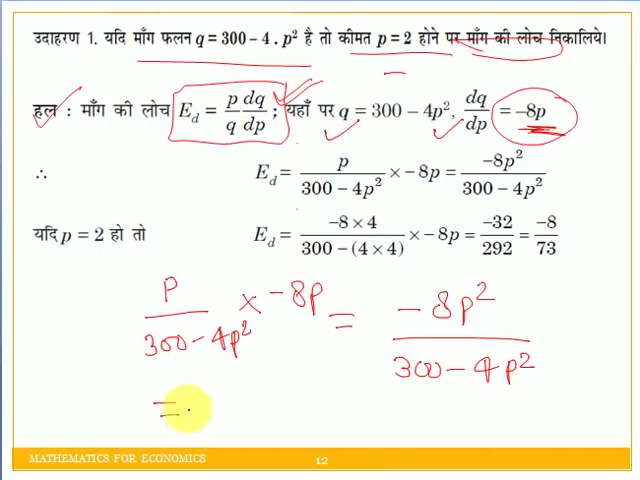 उदाहरण 1. यदि माँग फलन q = 300 – 4 . p² है तो कीमत p = 2 होने पर माँग की लोच निकालिये।
हल : माँग की लोच E_d = p/q dq/dp ; यहाँ पर q = 300 – 4p², dq/dp = –8p
∴ E_d = p/(300 – 4p²) × – 8p = –8p²/(300 – 4p²)
यदि p = 2 हो तो E_d = (–8 × 4)/(300 – (4 × 4)) × – 8p = –32/292 = –8/73
P/(300 – 4p²) × –8p = –8p²/(300 – 4p²)
=
MATHEMATICS FOR ECONOMICS 12